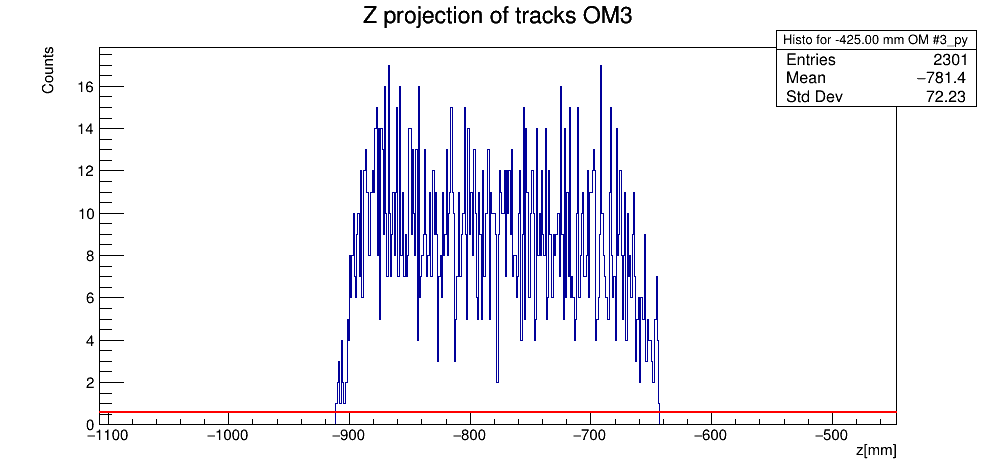 Z projection of tracks OM3
Histo for -425.00 mm OM #3_py
Entries 2301
Mean −781.4
Std Dev 72.23
Counts
16
14
12
10
8
6
4
2
0
−1100 −1000 −900 −800 −700 −600 −500
z[mm]